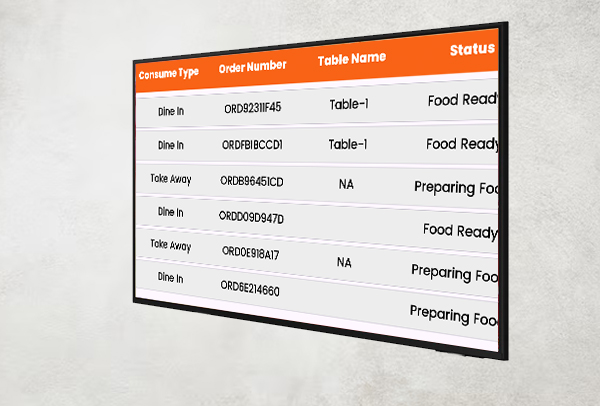 Consume Type Order Number Table Name Status
Dine In ORD92311F45 Table-1 Food Ready
Dine In ORDFB1BCCD1 Table-1 Food Ready
Take Away ORDB96451CD NA Preparing Foo
Dine In ORDD09D947D Food Ready
Take Away ORD0E918A17 NA Preparing Foo
Dine In ORD6E214660 Preparing Foo